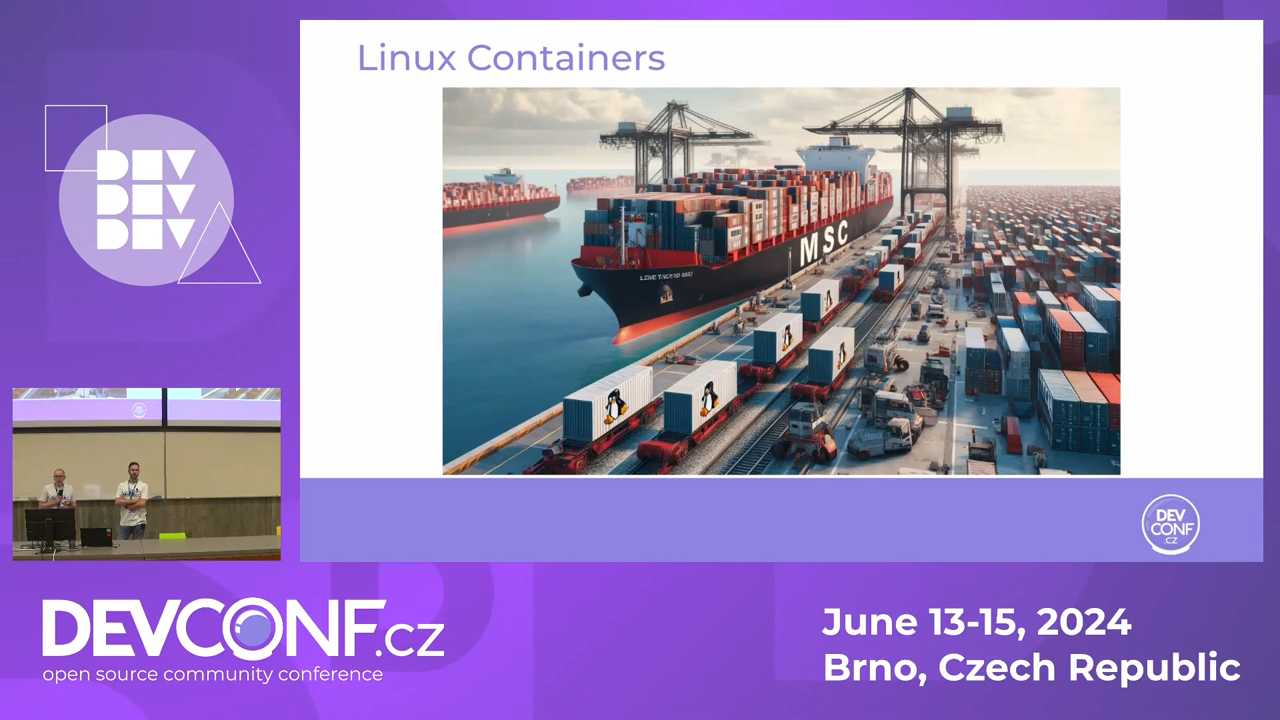 Linux Containers
DEV
DEV
DEV
MSC
DEV
CONF
.CZ
DEVCONF.cz
open source community conference
June 13-15, 2024
Brno, Czech Republic